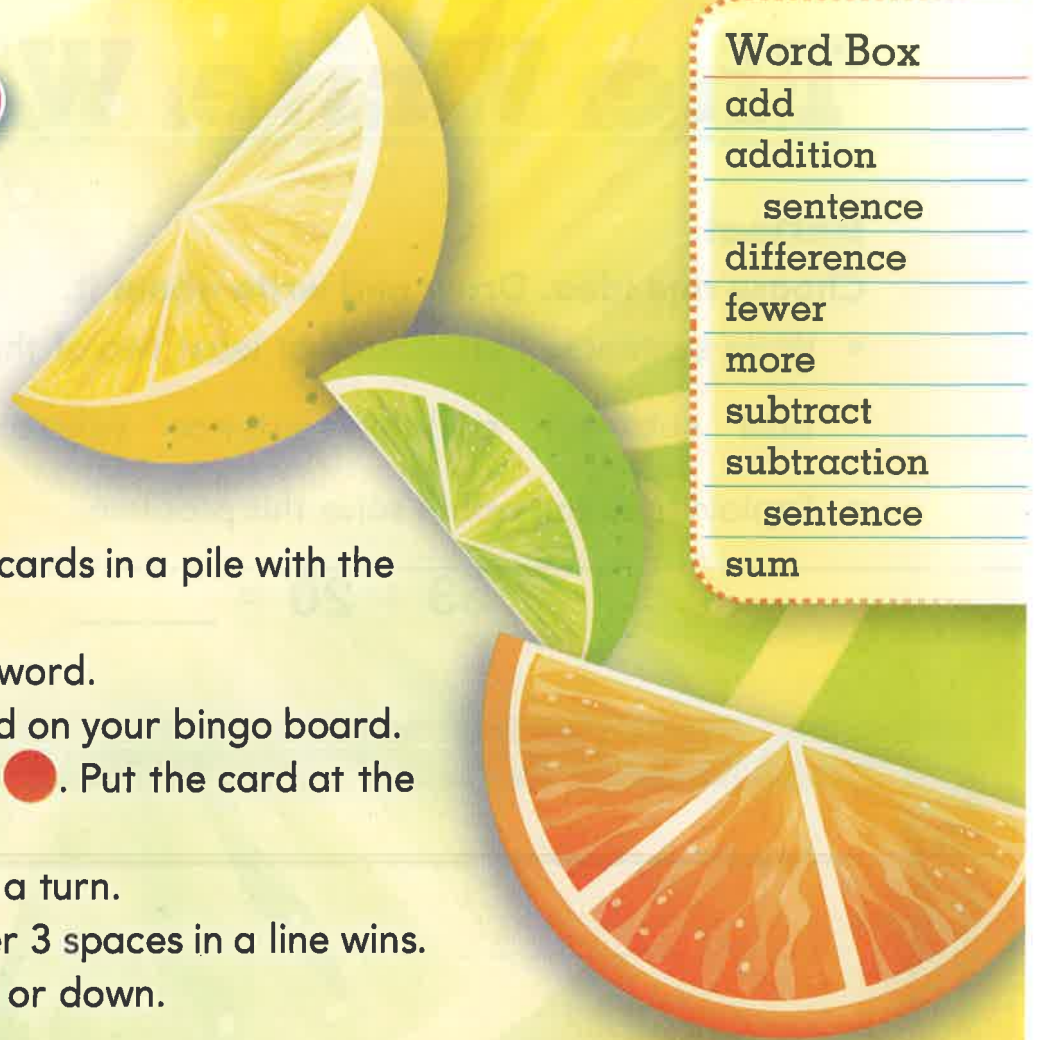 Word Box
add
addition
sentence
difference
fewer
more
subtract
subtraction
sentence
sum
cards in a pile with the
word.
on your bingo board.
. Put the card at the
a turn.
3 spaces in a line wins.
or down.